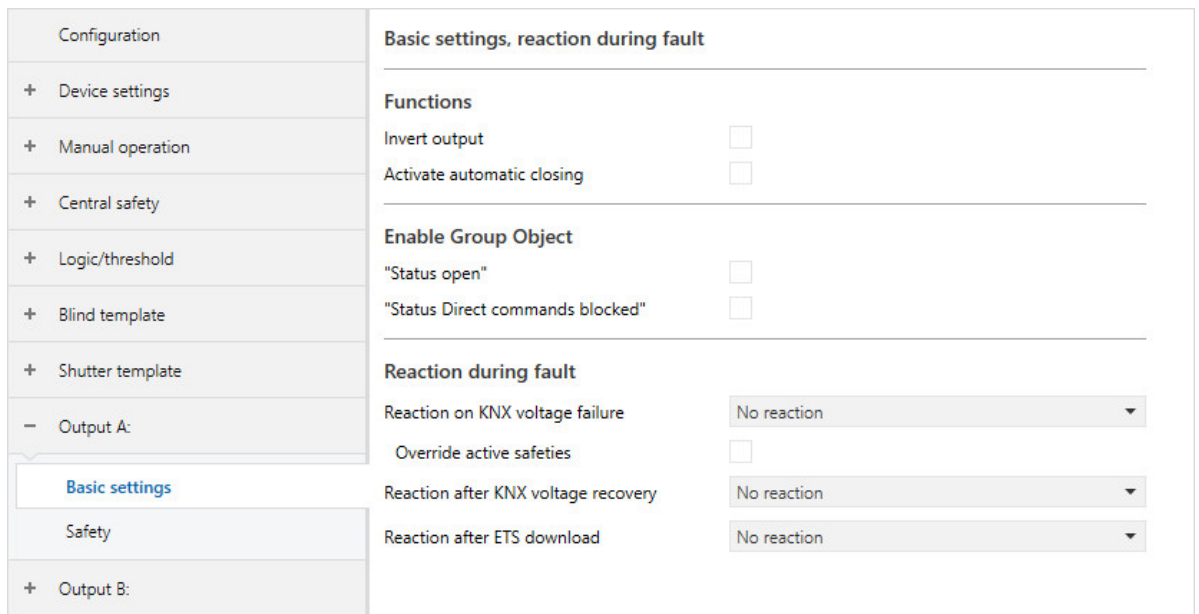 Configuration
+ Device settings
+ Manual operation
+ Central safety
+ Logic/threshold
+ Blind template
+ Shutter template
− Output A:
Basic settings
Safety
+ Output B:
Basic settings, reaction during fault
Functions
Invert output
Activate automatic closing
Enable Group Object
"Status open"
"Status Direct commands blocked"
Reaction during fault
Reaction on KNX voltage failure No reaction
Override active safeties
Reaction after KNX voltage recovery No reaction
Reaction after ETS download No reaction